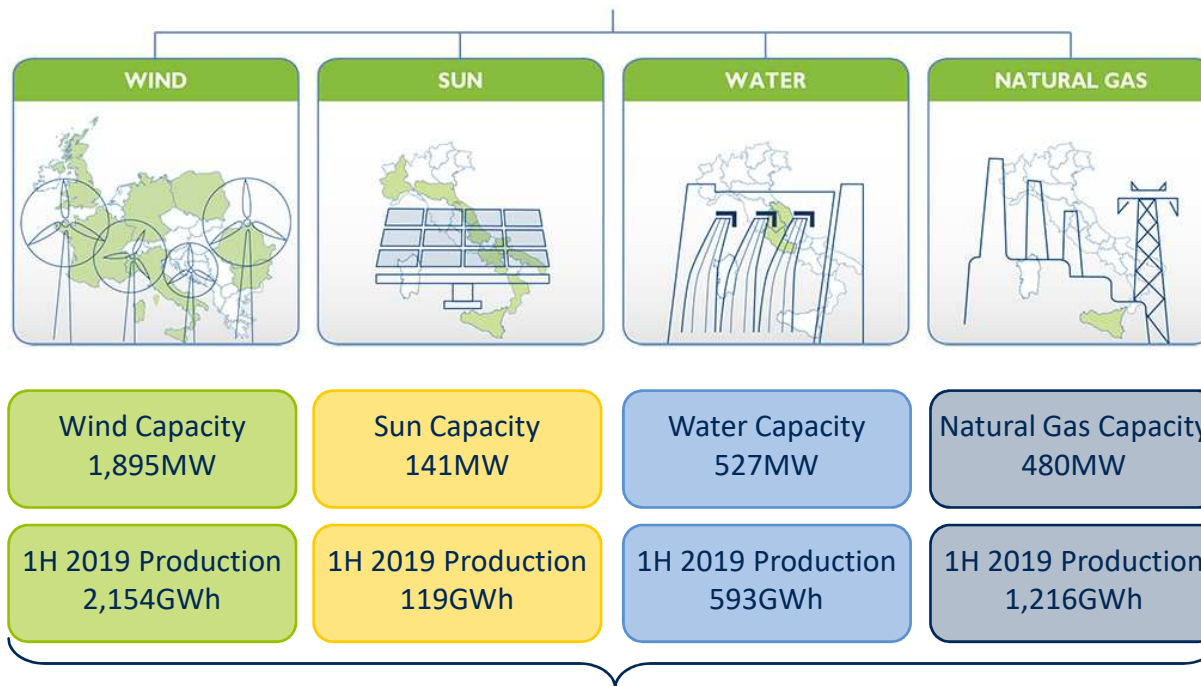 WIND
SUN
WATER
NATURAL GAS
Wind Capacity
1,895MW
Sun Capacity
141MW
Water Capacity
527MW
Natural Gas Capacity
480MW
1H 2019 Production
2,154GWh
1H 2019 Production
119GWh
1H 2019 Production
593GWh
1H 2019 Production
1,216GWh